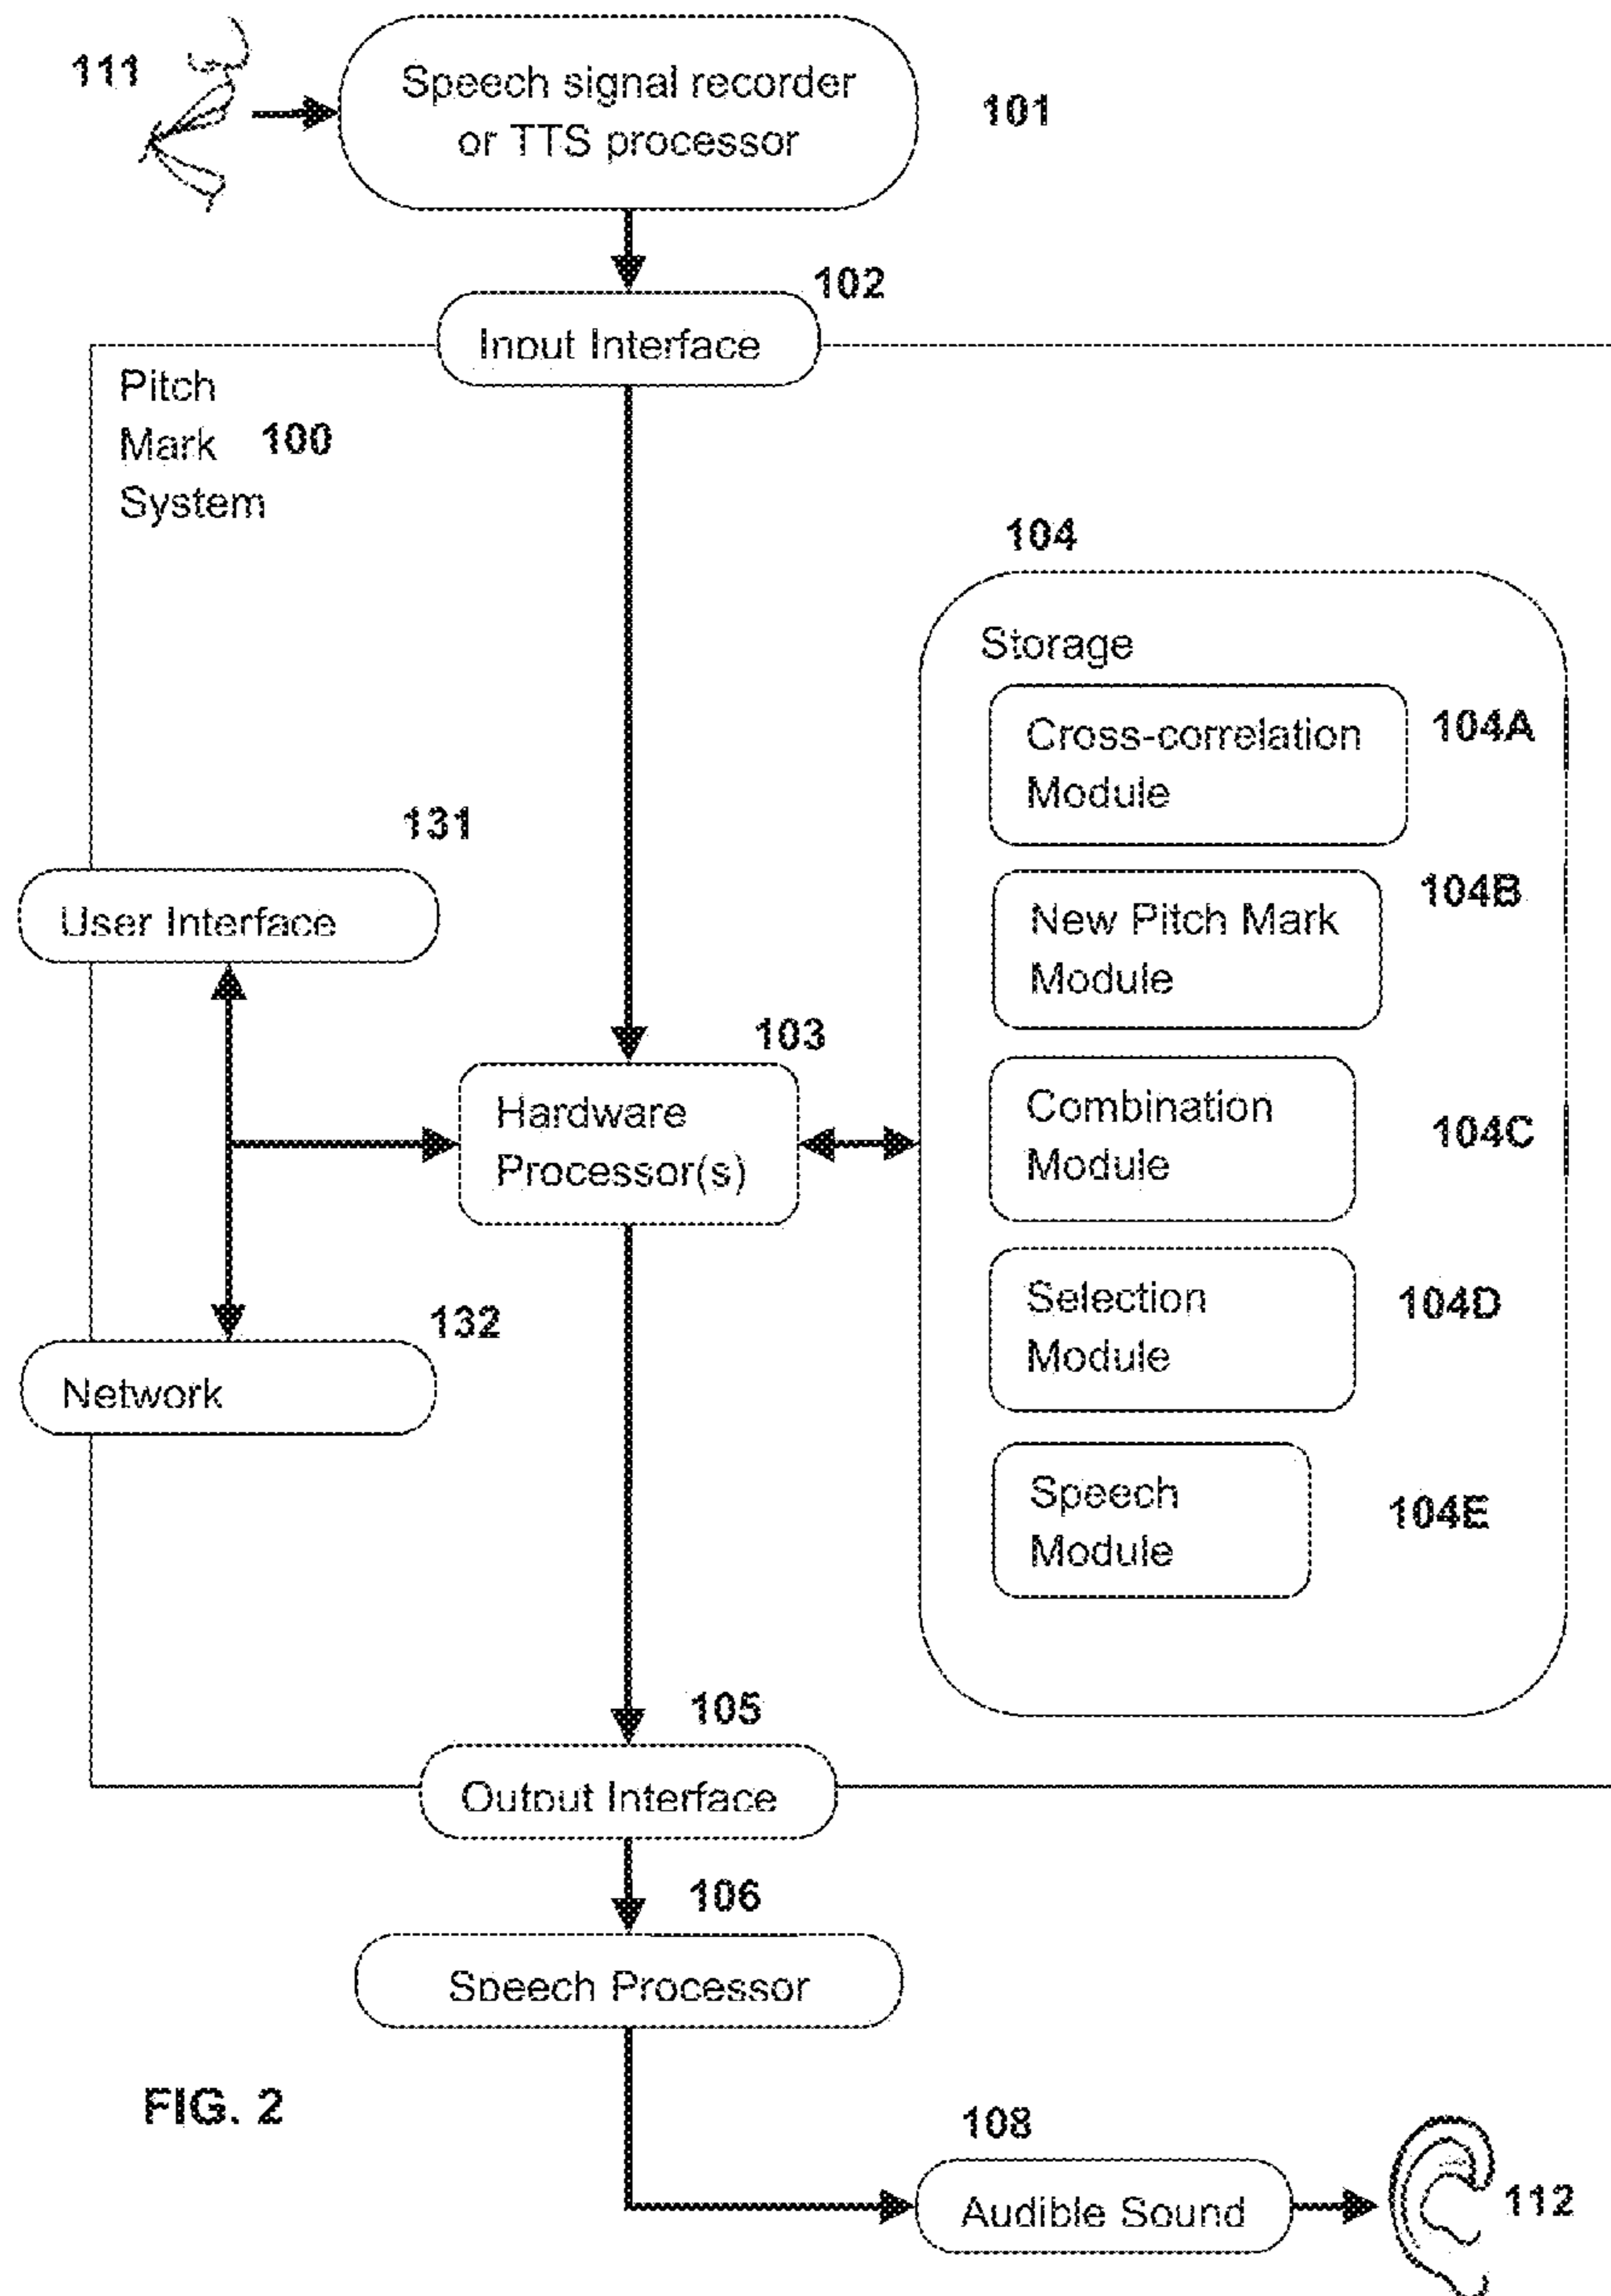 111
Speech signal recorder
or TTS processor
101
102
Input Interface
Pitch
Mark 100
System
104
Storage
Cross-correlation
Module
104A
131
User Interface
New Pitch Mark
Module
104B
103
Hardware
Processor(s)
Combination
Module
104C
Selection
Module
104D
132
Network
Speech
Module
104E
105
Output Interface
106
Speech Processor
FIG. 2
108
Audible Sound
112